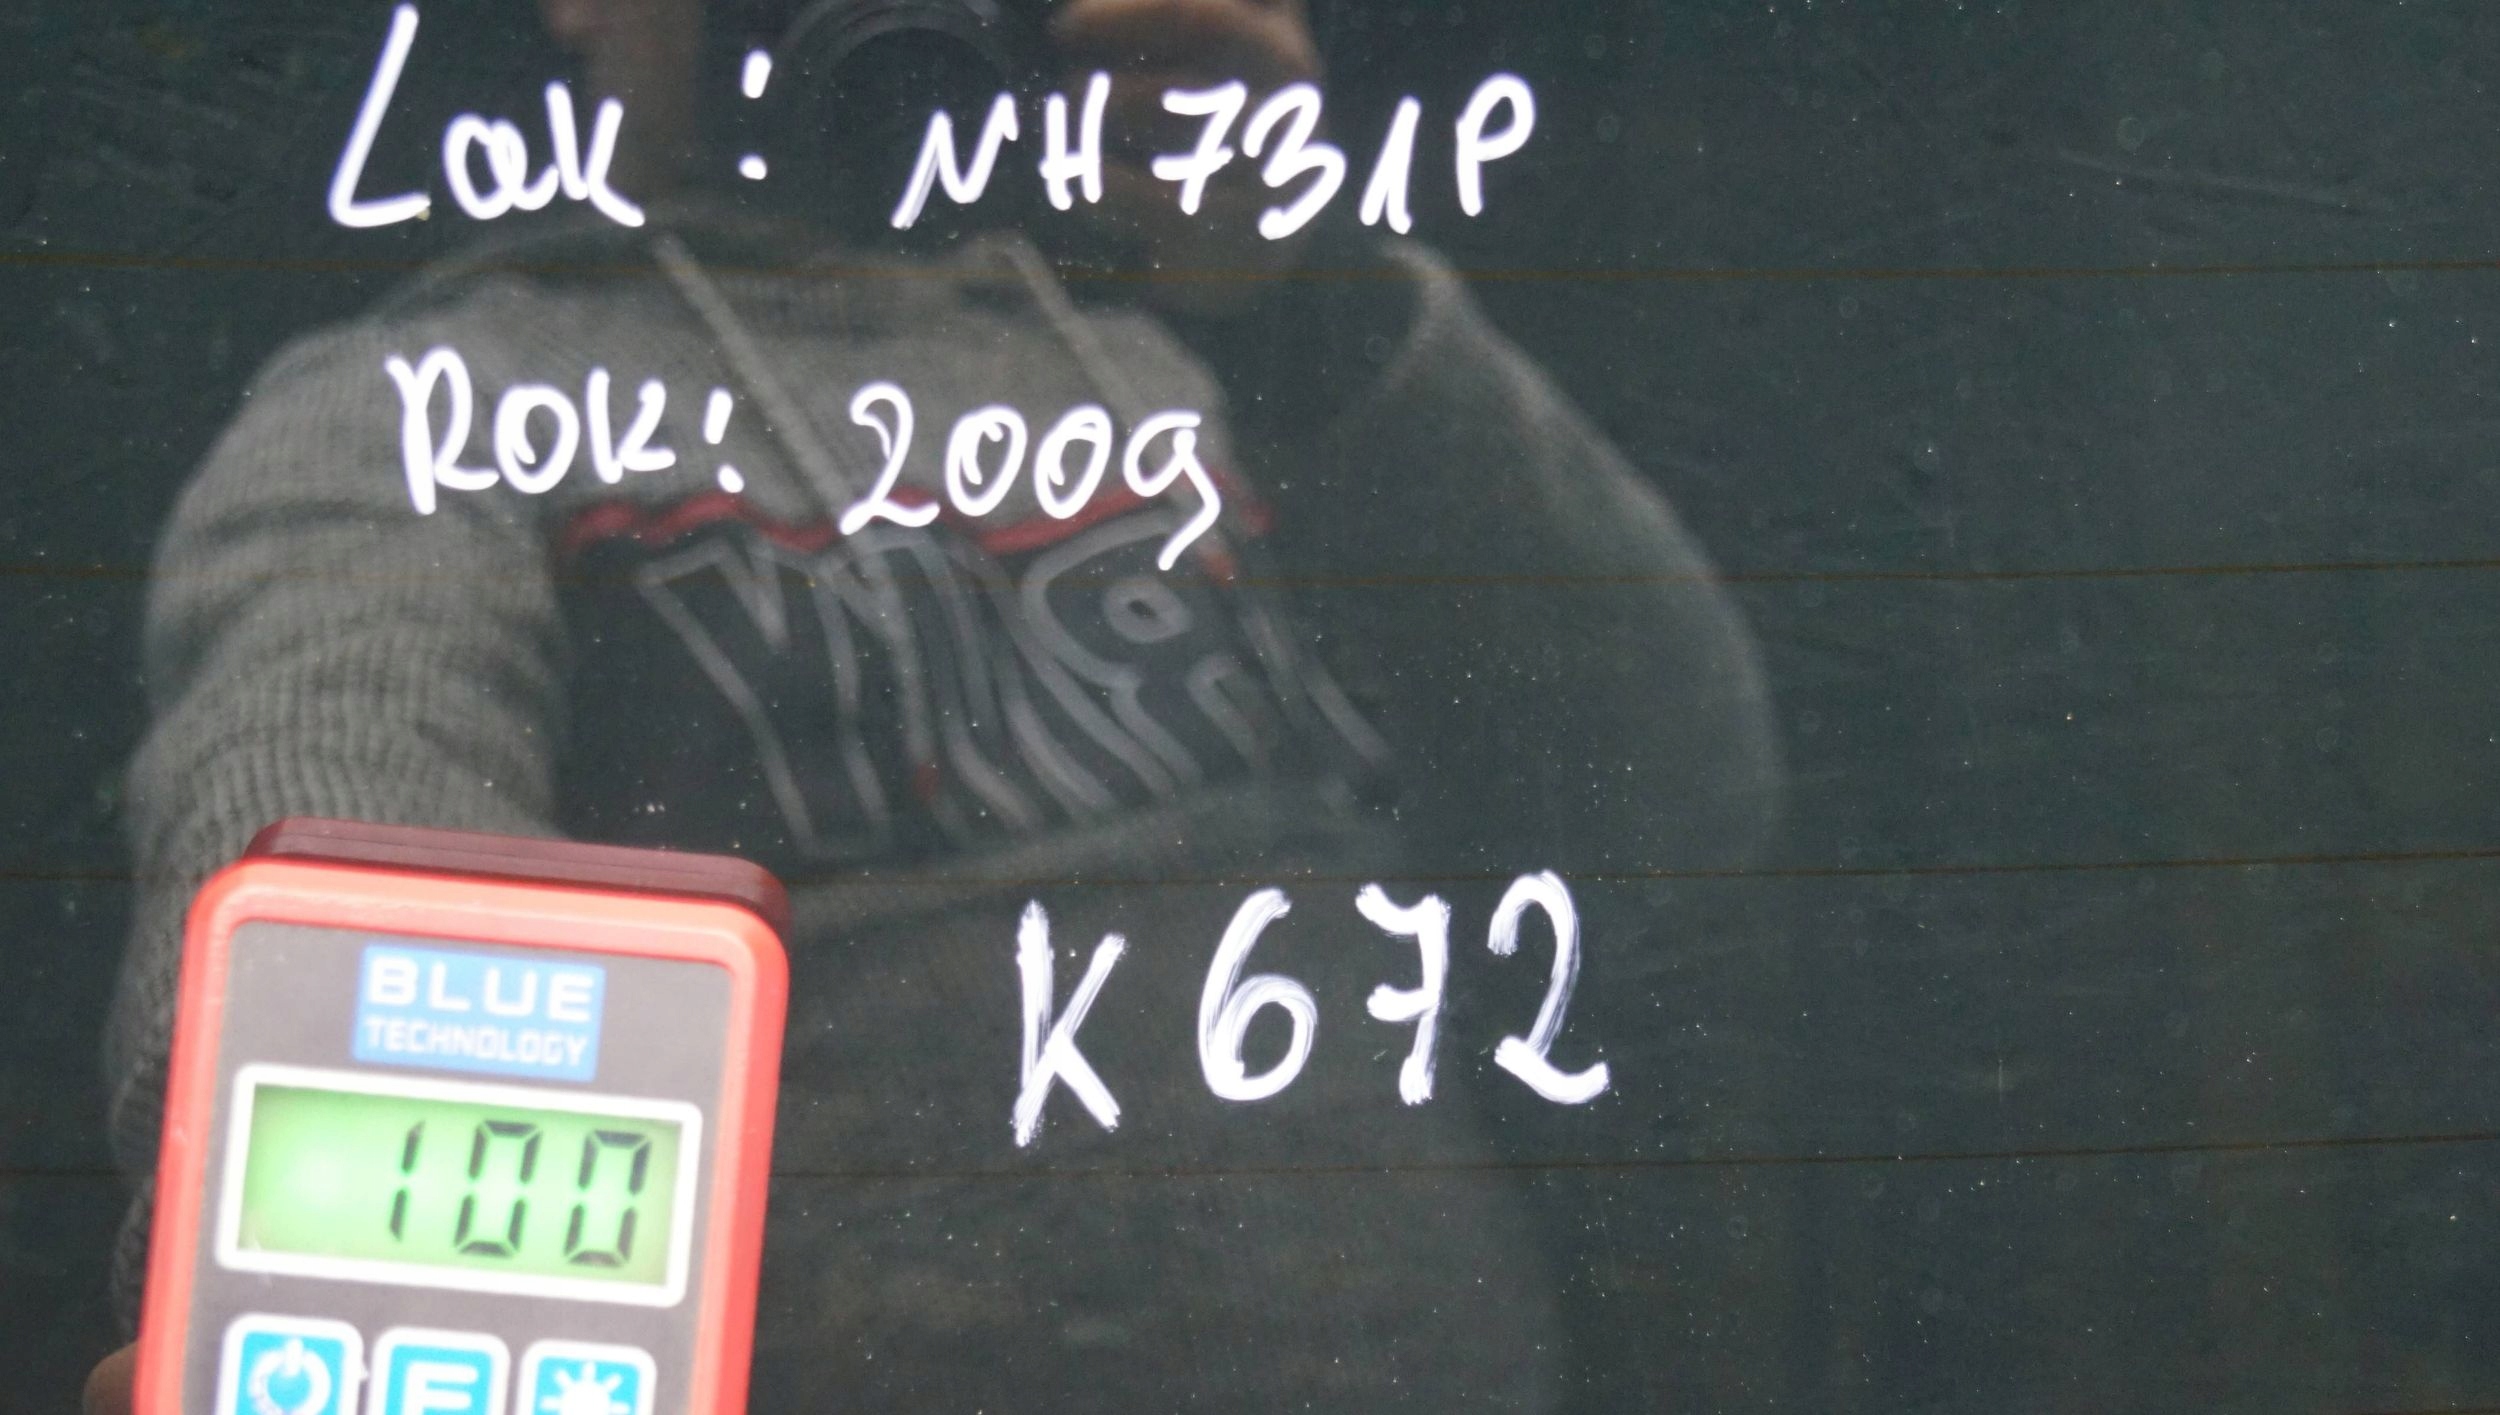 Lak: NH731P
Rok: 2009
K672
BLUE
TECHNOLOGY
100
F